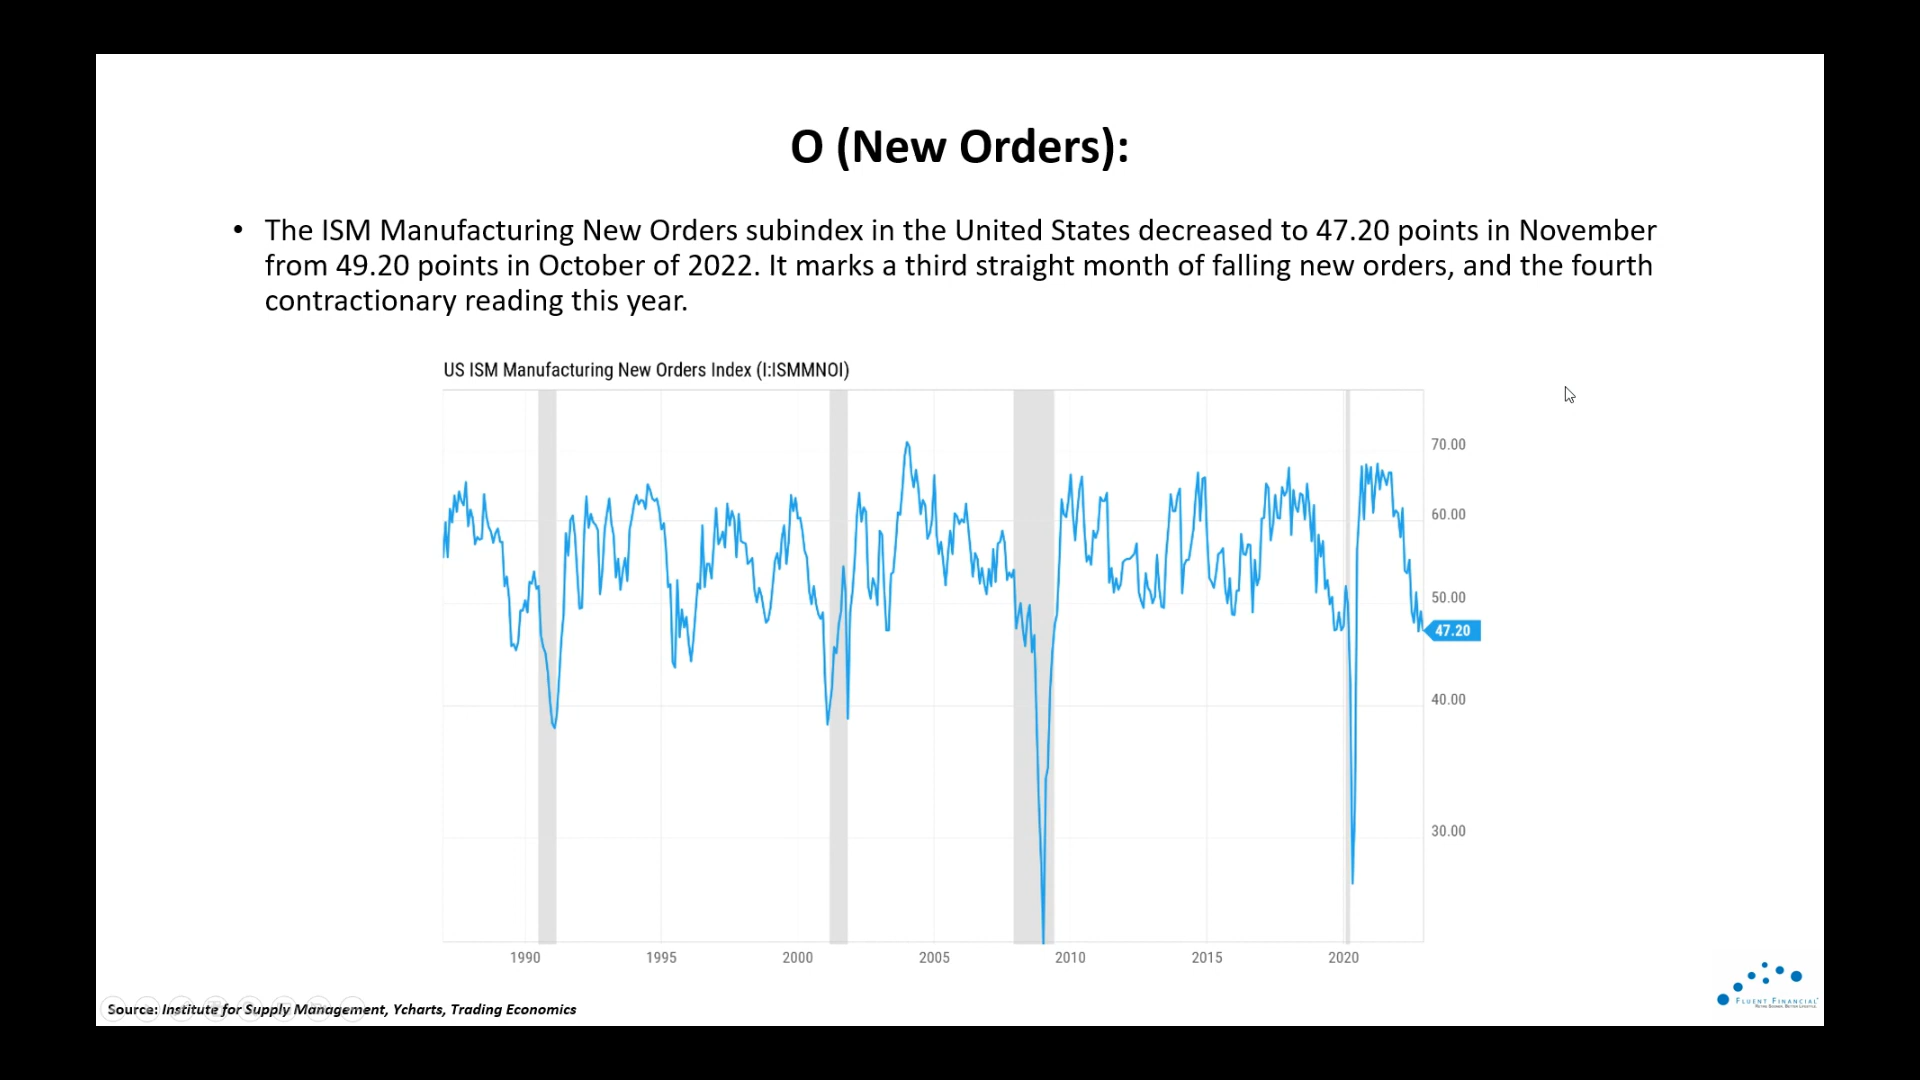 O (New Orders):
• The ISM Manufacturing New Orders subindex in the United States decreased to 47.20 points in November
from 49.20 points in October of 2022. It marks a third straight month of falling new orders, and the fourth
contractionary reading this year.
US ISM Manufacturing New Orders Index (I:ISMMNOI)
70.00
60.00
50.00
47.20
40.00
30.00
1990 1995 2000 2005 2010 2015 2020
Source: Institute for Supply Management, Ycharts, Trading Economics
FLUENT FINANCIAL